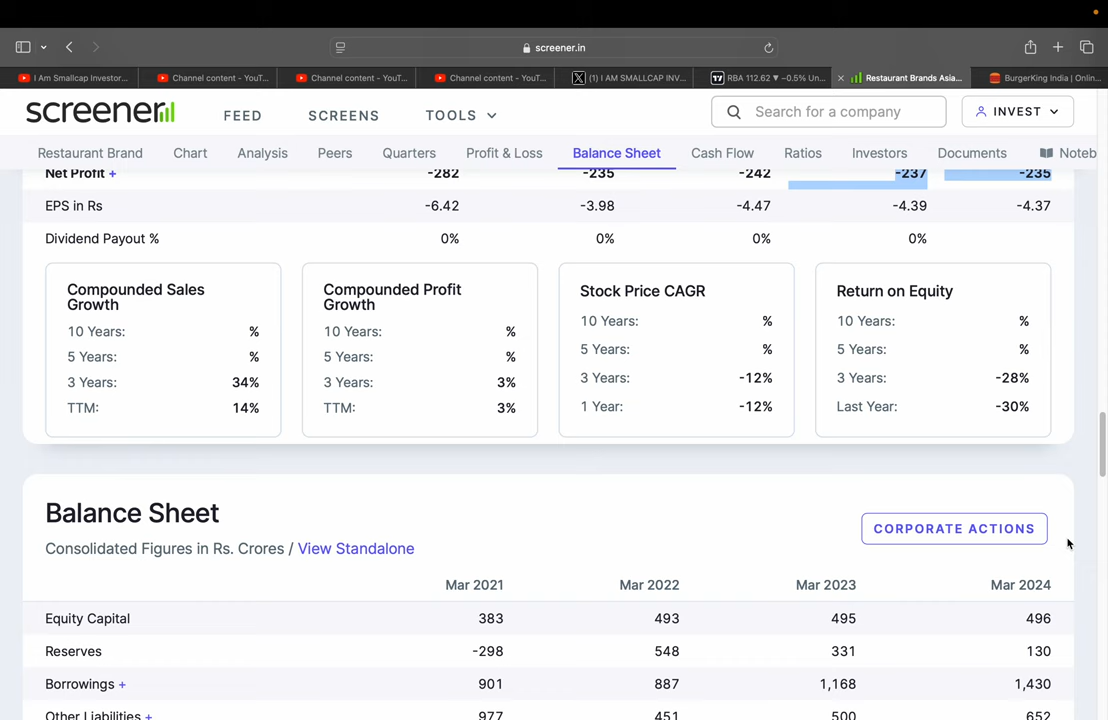 screener.in
I Am Smallcap Investor...
Channel content - YouT...
Channel content - YouT...
Channel content - YouT...
(1) I AM SMALLCAP INV...
RBA 112.62 ▼ −0.5% Un...
Restaurant Brands Asia...
BurgerKing India | Onlin...
screener
FEED
SCREENS
TOOLS
Search for a company
INVEST
Restaurant Brand
Chart
Analysis
Peers
Quarters
Profit & Loss
Balance Sheet
Cash Flow
Ratios
Investors
Documents
Noteb
Net Profit + -282 -235 -242 -237 -235
EPS in Rs -6.42 -3.98 -4.47 -4.39 -4.37
Dividend Payout % 0% 0% 0% 0%
Compounded Sales
Growth
10 Years: %
5 Years: %
3 Years: 34%
TTM: 14%
Compounded Profit
Growth
10 Years: %
5 Years: %
3 Years: 3%
TTM: 3%
Stock Price CAGR
10 Years: %
5 Years: %
3 Years: -12%
1 Year: -12%
Return on Equity
10 Years: %
5 Years: %
3 Years: -28%
Last Year: -30%
Balance Sheet
Consolidated Figures in Rs. Crores / View Standalone
CORPORATE ACTIONS
Mar 2021 Mar 2022 Mar 2023 Mar 2024
Equity Capital 383 493 495 496
Reserves -298 548 331 130
Borrowings + 901 887 1,168 1,430
Other Liabilities + 977 451 500 652